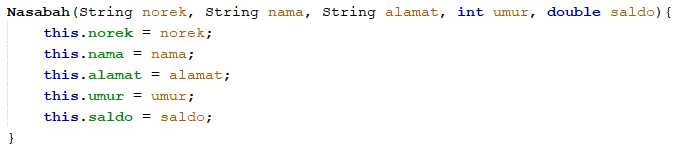 Nasabah(String norek, String nama, String alamat, int umur, double saldo){
this.norek = norek;
this.nama = nama;
this.alamat = alamat;
this.umur = umur;
this.saldo = saldo;
}